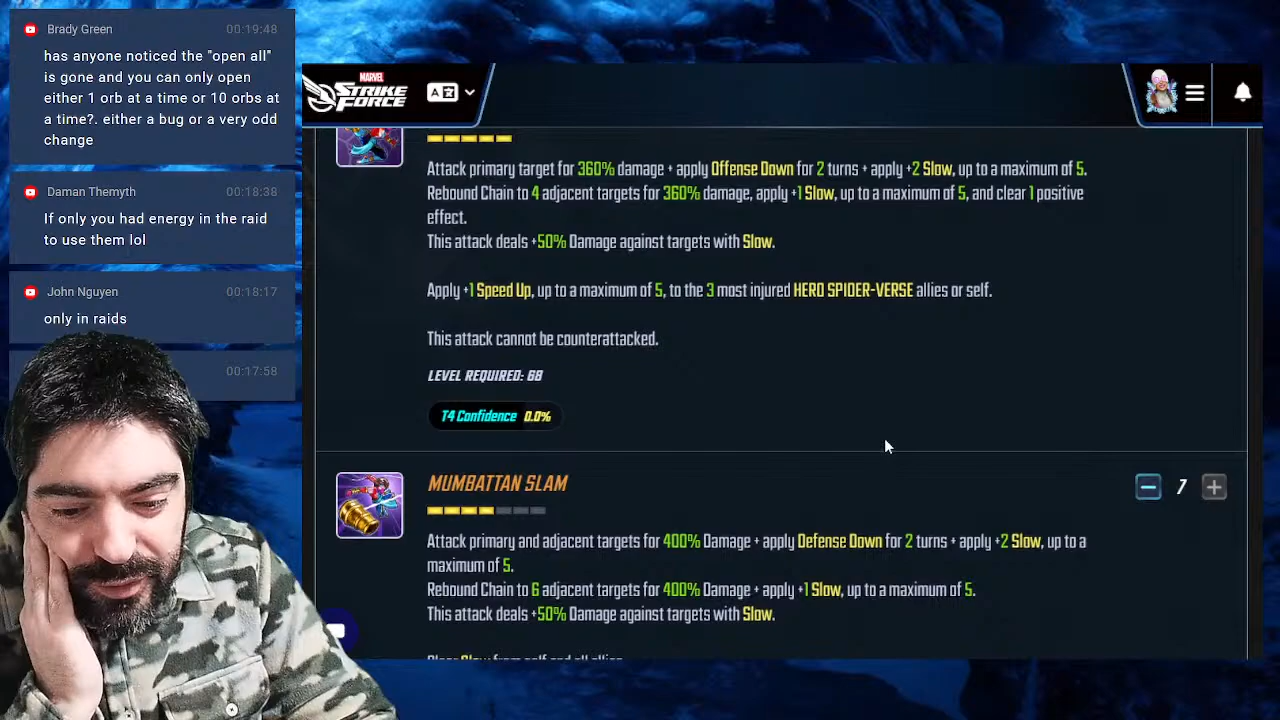 Brady Green
00:19:48
has anyone noticed the "open all"
is gone and you can only open
either 1 orb at a time or 10 orbs at
a time?. either a bug or a very odd
change
Daman Themyth
00:18:38
If only you had energy in the raid
to use them lol
John Nguyen
00:18:17
only in raids
00:17:58
MARVEL
STRIKE
FORCE
Attack primary target for 360% damage + apply Offense Down for 2 turns + apply +2 Slow, up to a maximum of 5.
Rebound Chain to 4 adjacent targets for 360% damage, apply +1 Slow, up to a maximum of 5, and clear 1 positive
effect.
This attack deals +50% Damage against targets with Slow.
Apply +1 Speed Up, up to a maximum of 5, to the 3 most injured HERO SPIDER-VERSE allies or self.
This attack cannot be counterattacked.
LEVEL REQUIRED: 68
T4 Confidence 0.0%
MUMBATTAN SLAM
7
Attack primary and adjacent targets for 400% Damage + apply Defense Down for 2 turns + apply +2 Slow, up to a
maximum of 5.
Rebound Chain to 6 adjacent targets for 400% Damage + apply +1 Slow, up to a maximum of 5.
This attack deals +50% Damage against targets with Slow.
Clear Slow from self and all allies.